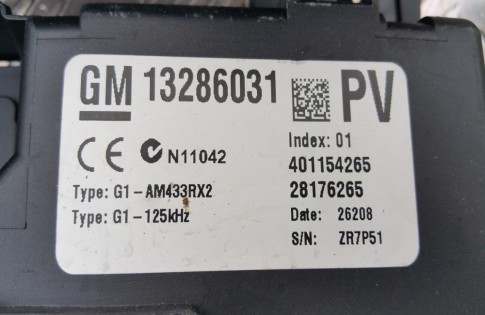 GM 13286031 PV
Index: 01
CE N11042
401154265
Type: G1-AM433RX2
28176265
Type: G1-125kHz
Date: 26208
S/N: ZR7P51